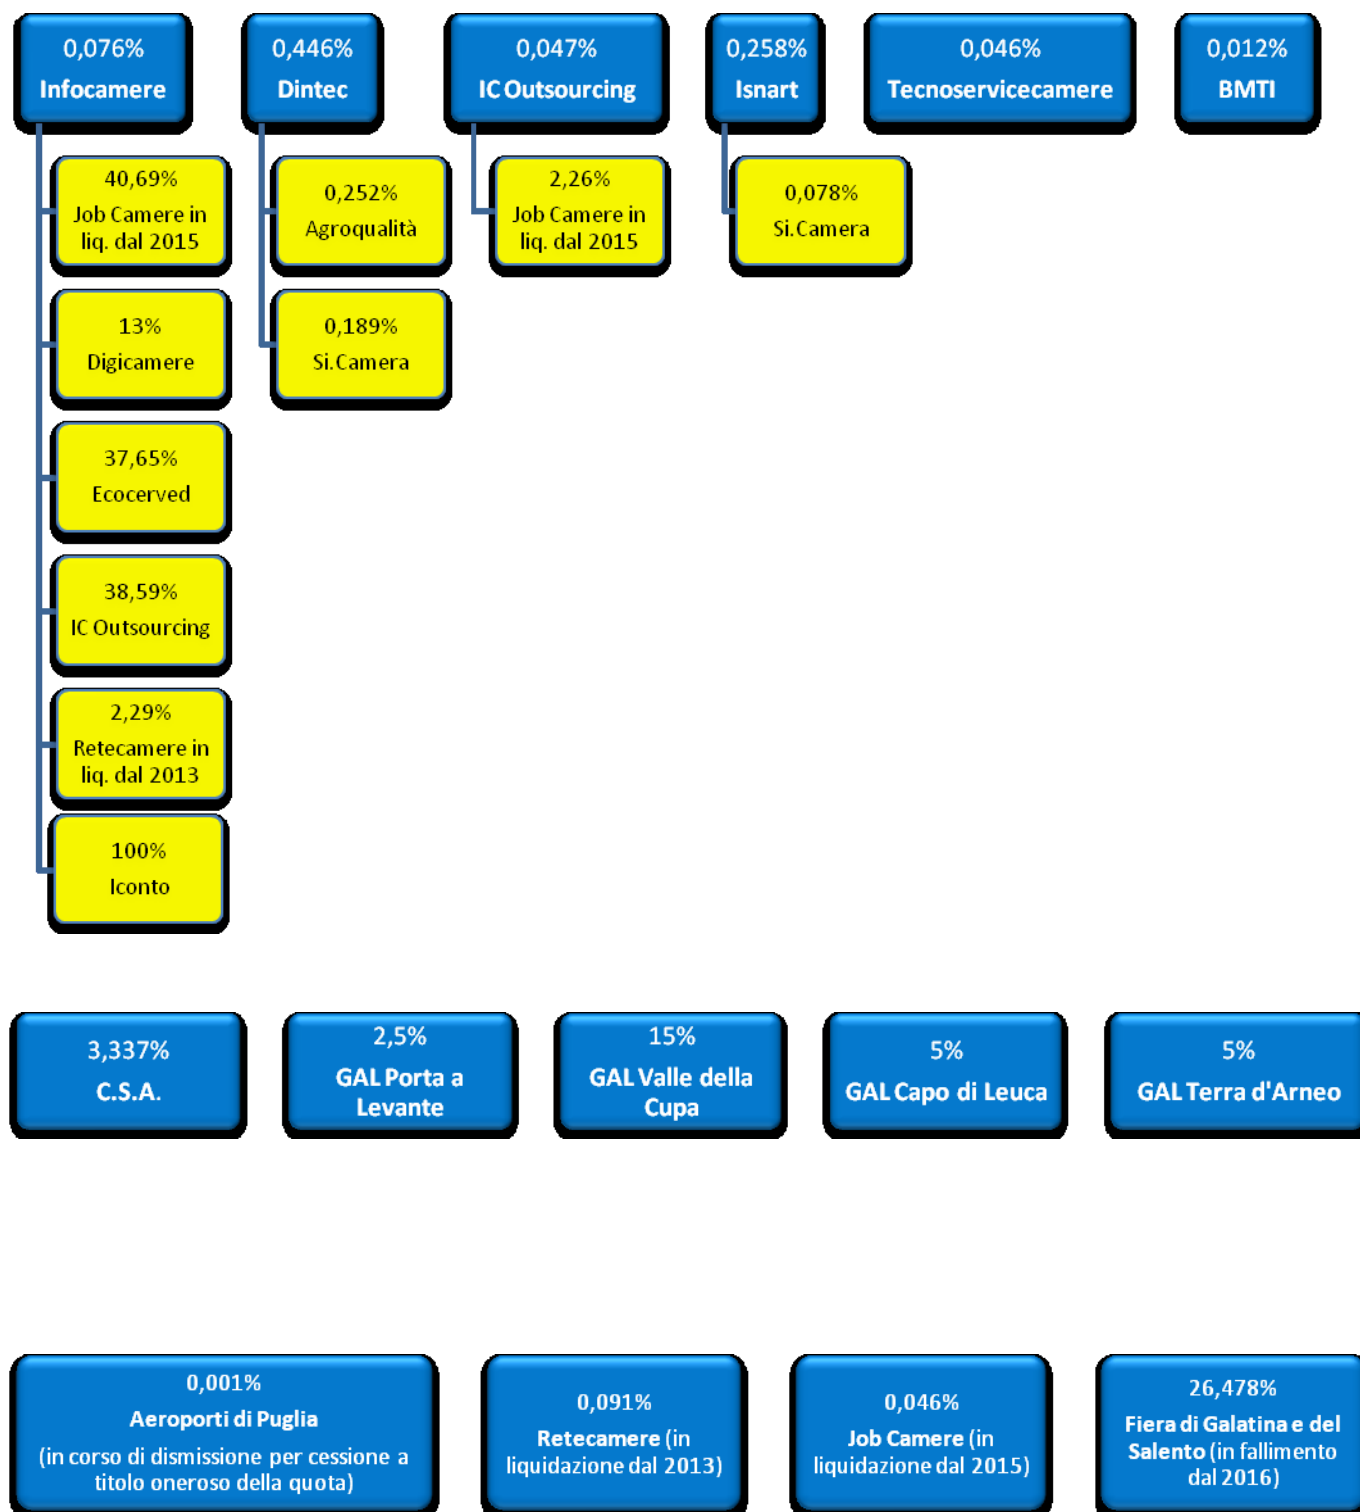 0,076%
Infocamere
0,446%
Dintec
0,047%
IC Outsourcing
0,258%
Isnart
0,046%
Tecnoservicecamere
0,012%
BMTI
40,69%
Job Camere in
liq. dal 2015
13%
Digicamere
37,65%
Ecocerved
38,59%
IC Outsourcing
2,29%
Retecamere in
liq. dal 2013
100%
Iconto
0,252%
Agroqualità
0,189%
Si.Camera
2,26%
Job Camere in
liq. dal 2015
0,078%
Si.Camera
3,337%
C.S.A.
2,5%
GAL Porta a
Levante
15%
GAL Valle della
Cupa
5%
GAL Capo di Leuca
5%
GAL Terra d'Arneo
0,001%
Aeroporti di Puglia
(in corso di dismissione per cessione a
titolo oneroso della quota)
0,091%
Retecamere (in
liquidazione dal 2013)
0,046%
Job Camere (in
liquidazione dal 2015)
26,478%
Fiera di Galatina e del
Salento (in fallimento
dal 2016)